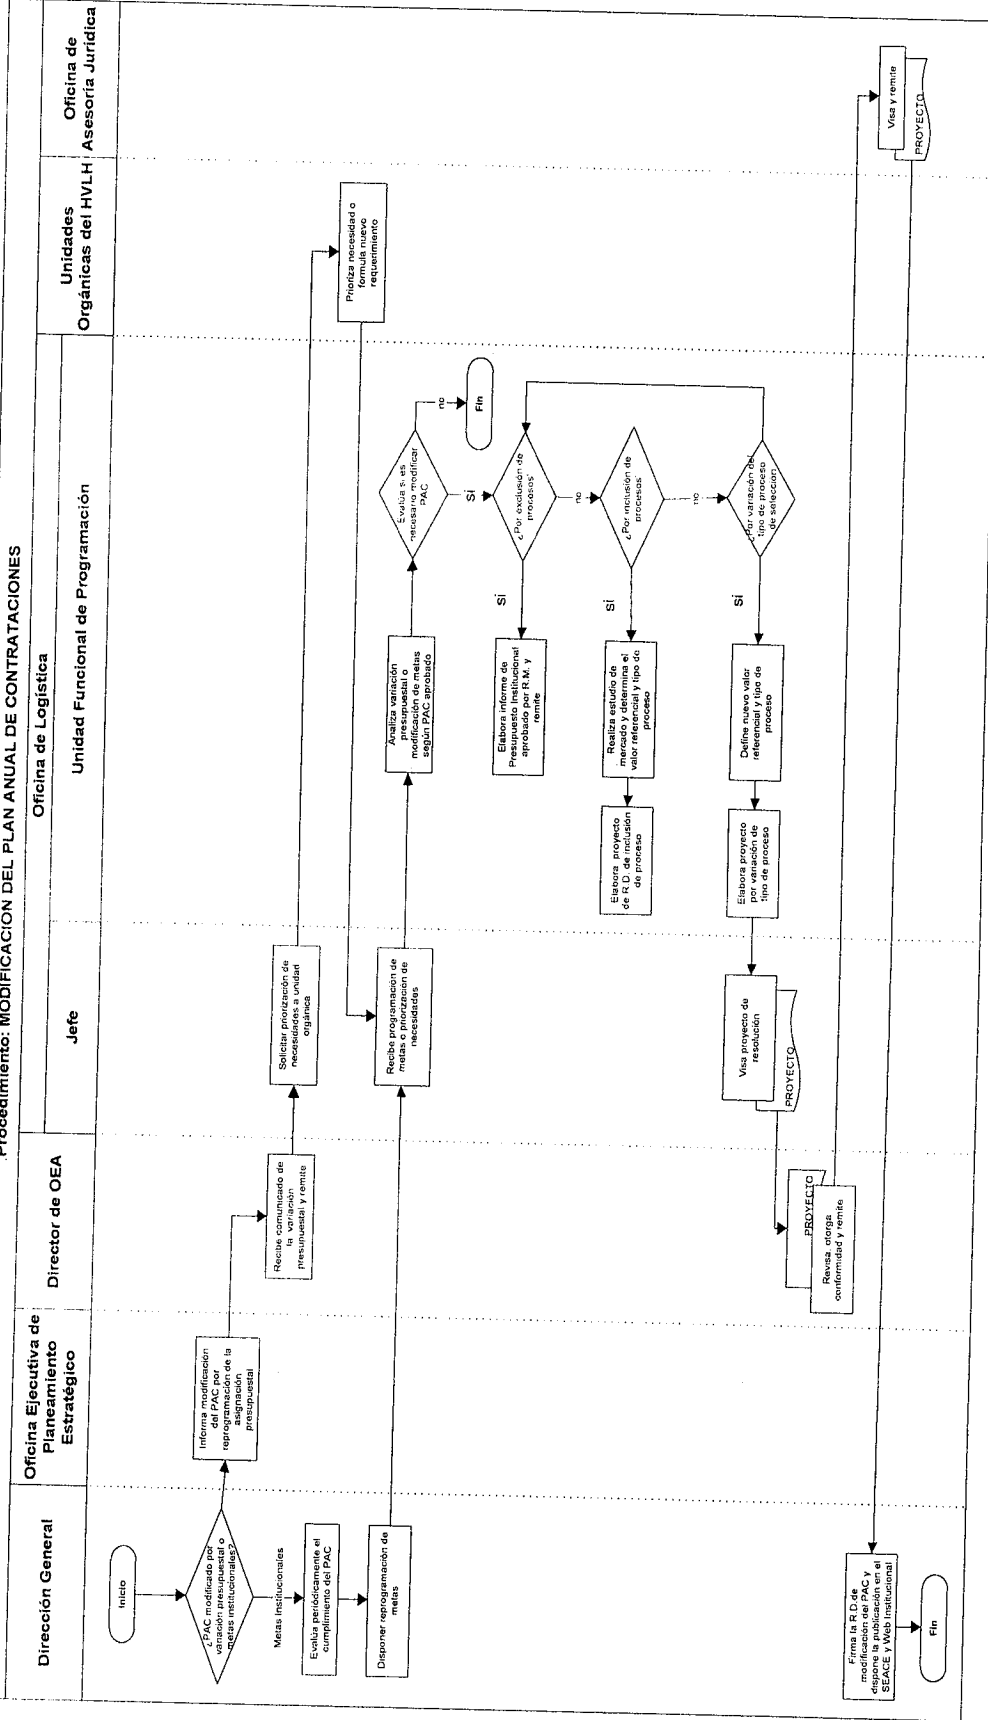 Procedimiento: MODIFICACION DEL PLAN ANUAL DE CONTRATACIONES
Dirección General
Oficina Ejecutiva de
Planeamiento
Estratégico
Director de OEA
Oficina de Logística
Jefe
Unidad Funcional de Programación
Unidades
Orgánicas del HVLH
Oficina de
Asesoría Jurídica
Inicio
¿PAC modificado por
variación presupuestal o
metas institucionales?
Metas Institucionales
Evalúa periódicamente el
cumplimiento del PAC
Disponer reprogramación de
metas
Informa modificación
del PAC por
reprogramación de la
asignación
presupuestal
Recibe comunicado de
la variación
presupuestal y remite
Solicitar priorización de
necesidades a unidad
orgánica
Prioriza necesidad o
formula nuevo
requerimiento
Recibe programación de
metas o priorización de
necesidades
Analiza variación
presupuestal o
modificación de metas
según PAC aprobado
Evalúa si es
necesario modificar
PAC
no
Fin
Si
¿Por exclusión de
procesos?
Si
Elabora informe de
Presupuesto Institucional
aprobado por R.M. y
remite
no
¿Por inclusión de
procesos?
Si
Realiza estudio de
mercado y determina el
valor referencial y tipo de
proceso
Elabora proyecto
de R.D. de inclusión
de proceso
no
¿Por variación del
tipo de proceso
de selección
Si
Define nuevo valor
referencial y tipo de
proceso
Elabora proyecto
por variación de
tipo de proceso
Visa proyecto de
resolución
PROYECTO
PROYECTO
Revisa, otorga
conformidad y remite
Visa y remite
PROYECTO
Firma la R.D.de
modificación del PAC y
dispone la publicación en el
SEACE y Web Institucional
Fin